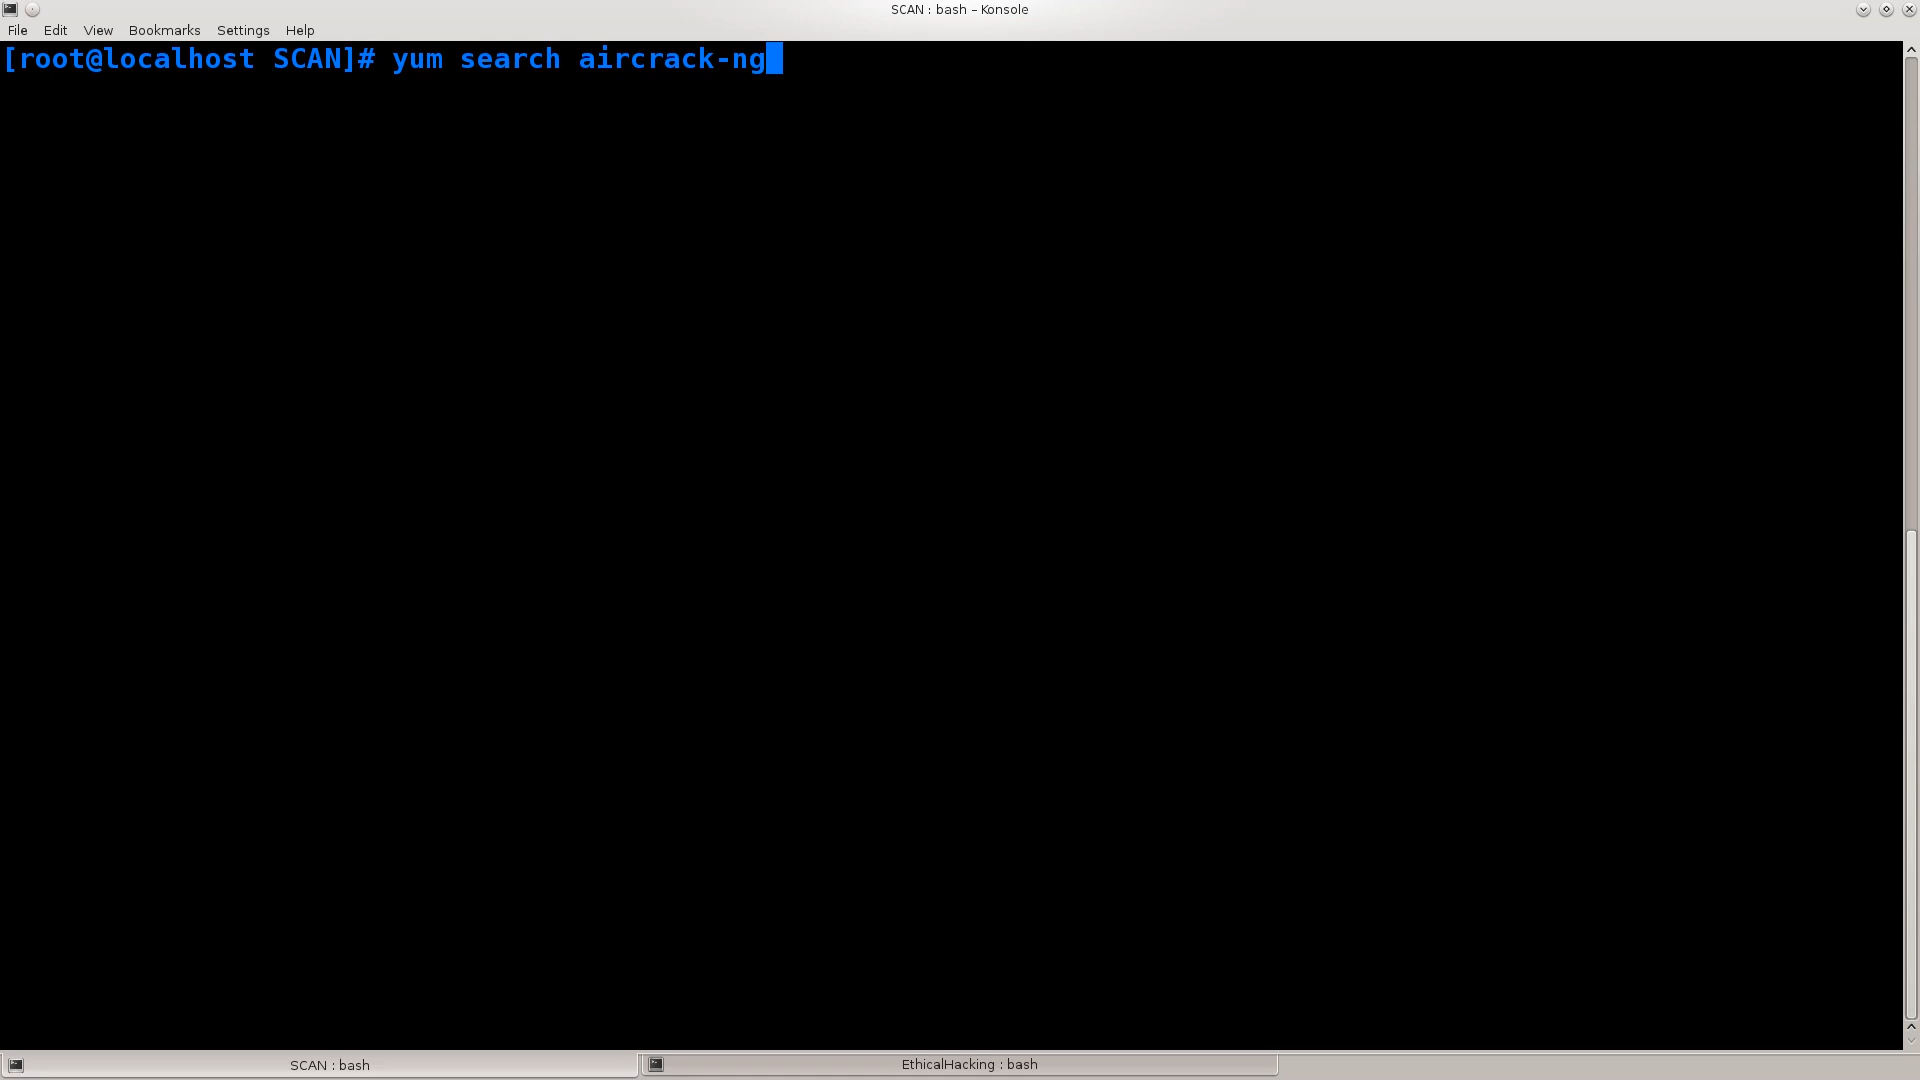 SCAN : bash – Konsole
File Edit View Bookmarks Settings Help
[root@localhost SCAN]# yum search aircrack-ng
SCAN : bash
EthicalHacking : bash